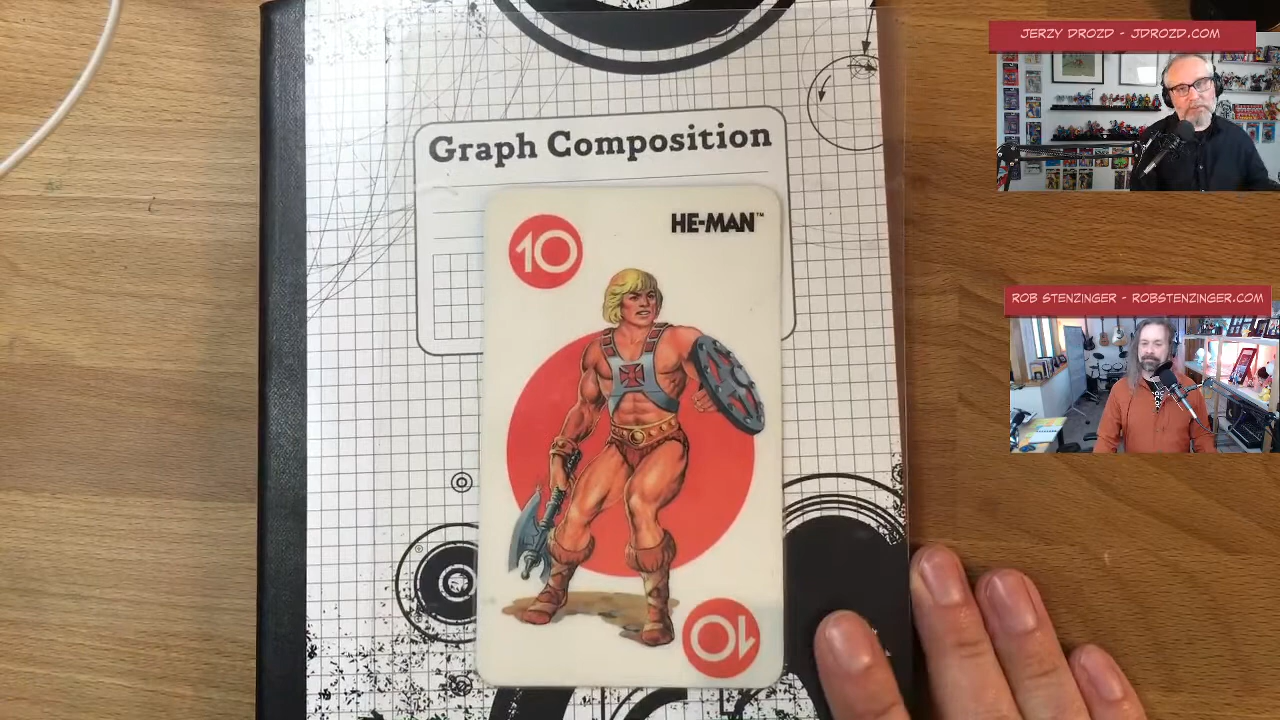 JERZY DROZD - JDROZD.COM
Graph Composition
10
HE-MAN™
ROB STENZINGER - ROBSTENZINGER.COM
10